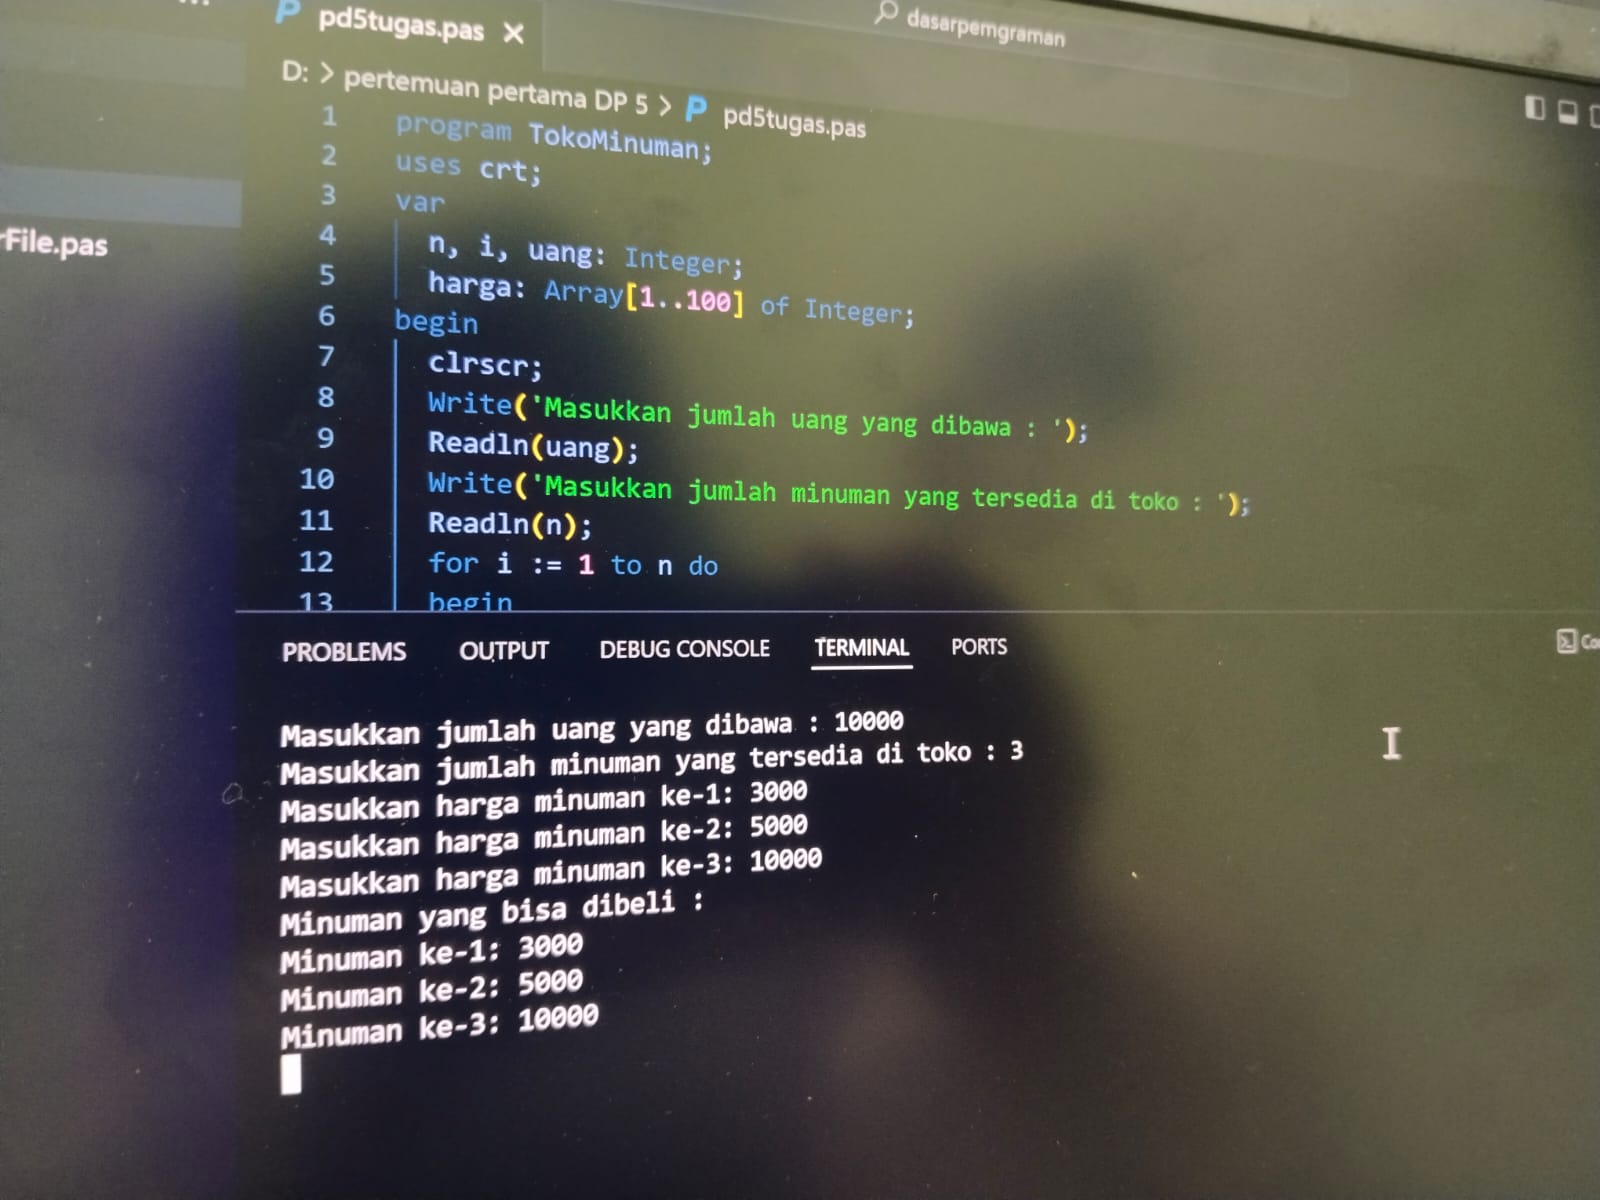 pd5tugas.pas
dasarpemgraman
D: > pertemuan pertama DP 5 > pd5tugas.pas
File.pas
1 program TokoMinuman;
2 uses crt;
3 var
4 n, i, uang: Integer;
5 harga: Array[1..100] of Integer;
6 begin
7 clrscr;
8 Write('Masukkan jumlah uang yang dibawa : ');
9 Readln(uang);
10 Write('Masukkan jumlah minuman yang tersedia di toko : ');
11 Readln(n);
12 for i := 1 to n do
13 begin
PROBLEMS OUTPUT DEBUG CONSOLE TERMINAL PORTS
Masukkan jumlah uang yang dibawa : 10000
Masukkan jumlah minuman yang tersedia di toko : 3
Masukkan harga minuman ke-1: 3000
Masukkan harga minuman ke-2: 5000
Masukkan harga minuman ke-3: 10000
Minuman yang bisa dibeli :
Minuman ke-1: 3000
Minuman ke-2: 5000
Minuman ke-3: 10000